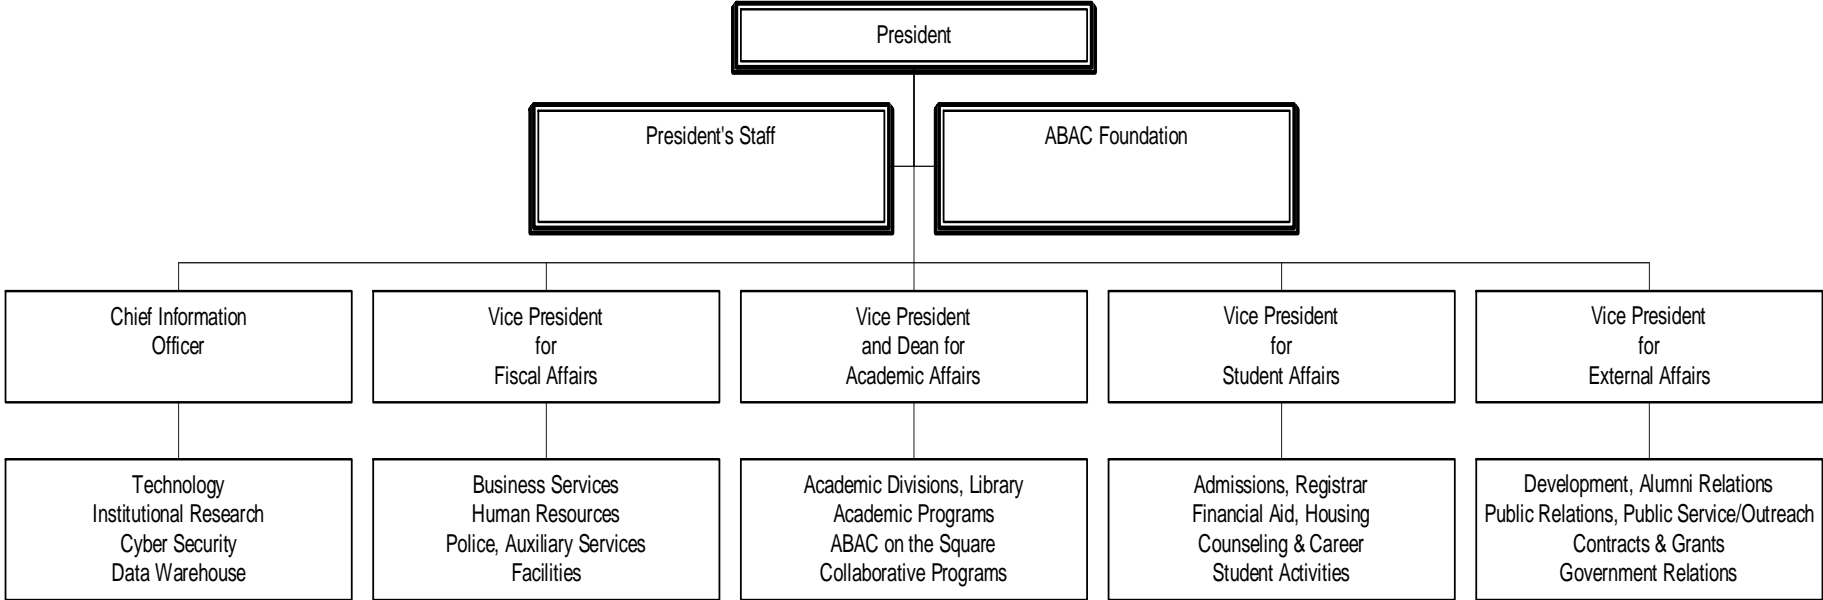 President
President's Staff
ABAC Foundation
Chief Information
Officer
Vice President
for
Fiscal Affairs
Vice President
and Dean for
Academic Affairs
Vice President
for
Student Affairs
Vice President
for
External Affairs
Technology
Institutional Research
Cyber Security
Data Warehouse
Business Services
Human Resources
Police, Auxiliary Services
Facilities
Academic Divisions, Library
Academic Programs
ABAC on the Square
Collaborative Programs
Admissions, Registrar
Financial Aid, Housing
Counseling & Career
Student Activities
Development, Alumni Relations
Public Relations, Public Service/Outreach
Contracts & Grants
Government Relations